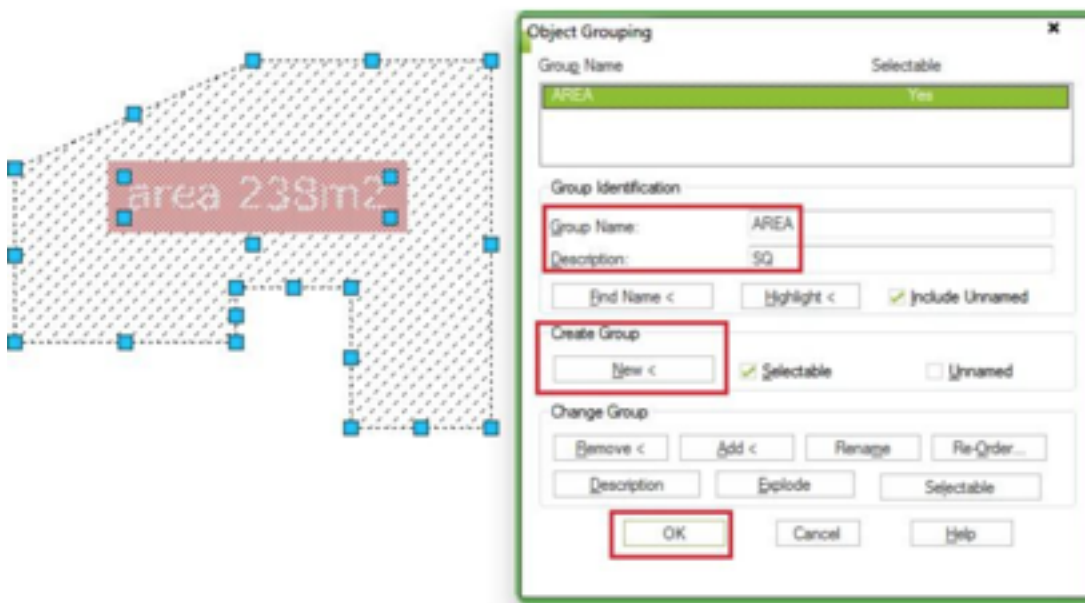 area 238m2
Object Grouping
Group Name Selectable
AREA Yes
Group Identification
Group Name: AREA
Description: SQ
Find Name < Highlight < Include Unnamed
Create Group
New < Selectable Unnamed
Change Group
Remove < Add < Rename Re-Order...
Description Explode Selectable
OK Cancel Help